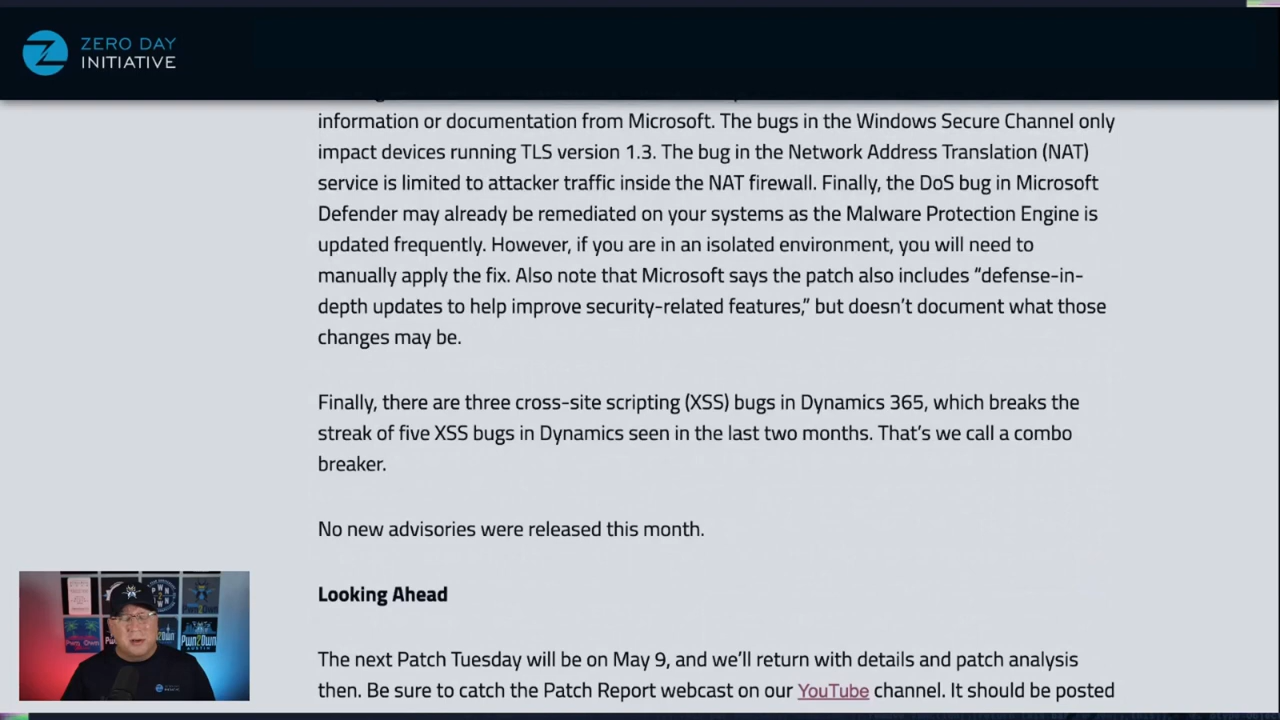 ZERO DAY
INITIATIVE
information or documentation from Microsoft. The bugs in the Windows Secure Channel only
impact devices running TLS version 1.3. The bug in the Network Address Translation (NAT)
service is limited to attacker traffic inside the NAT firewall. Finally, the DoS bug in Microsoft
Defender may already be remediated on your systems as the Malware Protection Engine is
updated frequently. However, if you are in an isolated environment, you will need to
manually apply the fix. Also note that Microsoft says the patch also includes “defense-in-
depth updates to help improve security-related features,” but doesn’t document what those
changes may be.
Finally, there are three cross-site scripting (XSS) bugs in Dynamics 365, which breaks the
streak of five XSS bugs in Dynamics seen in the last two months. That’s we call a combo
breaker.
No new advisories were released this month.
Looking Ahead
The next Patch Tuesday will be on May 9, and we’ll return with details and patch analysis
then. Be sure to catch the Patch Report webcast on our YouTube channel. It should be posted